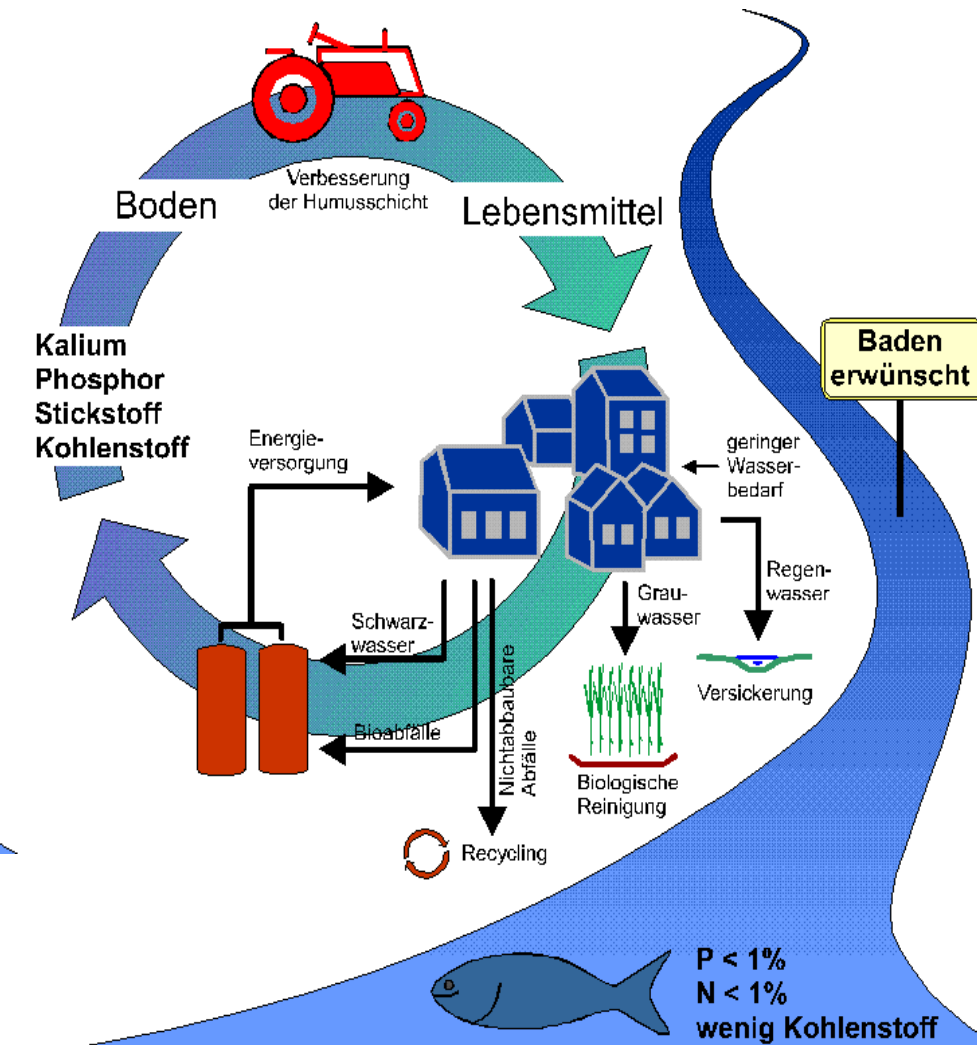 Verbesserung
der Humusschicht
Boden
Lebensmittel
Kalium
Phosphor
Stickstoff
Kohlenstoff
Baden
erwünscht
Energie-
versorgung
geringer
Wasser-
bedarf
Schwarz-
wasser
Grau-
wasser
Regen-
wasser
Versickerung
Bioabfälle
Nichtabbaubare
Abfälle
Biologische
Reinigung
Recycling
P < 1%
N < 1%
wenig Kohlenstoff